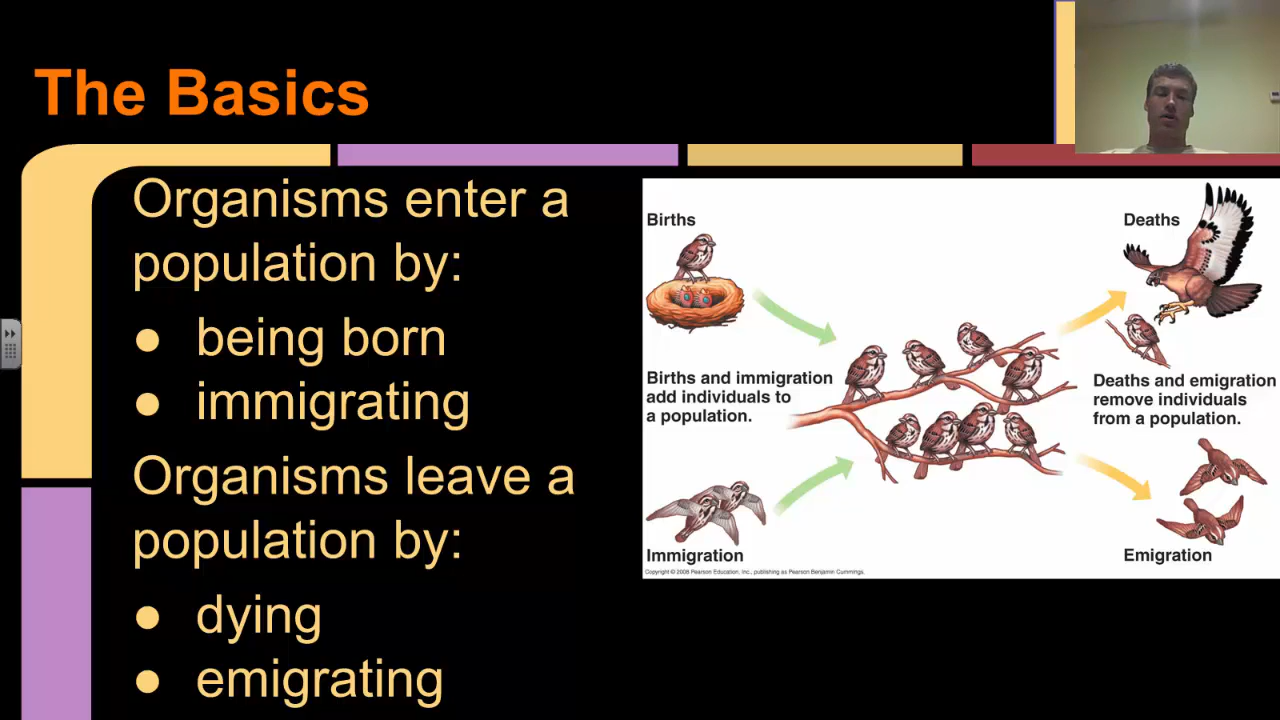 The Basics
Organisms enter a
population by:
● being born
● immigrating
Organisms leave a
population by:
● dying
● emigrating
Births
Births and immigration
add individuals to
a population.
Immigration
Deaths
Deaths and emigration
remove individuals
from a population.
Emigration
Copyright © 2008 Pearson Education, Inc., publishing as Pearson Benjamin Cummings.